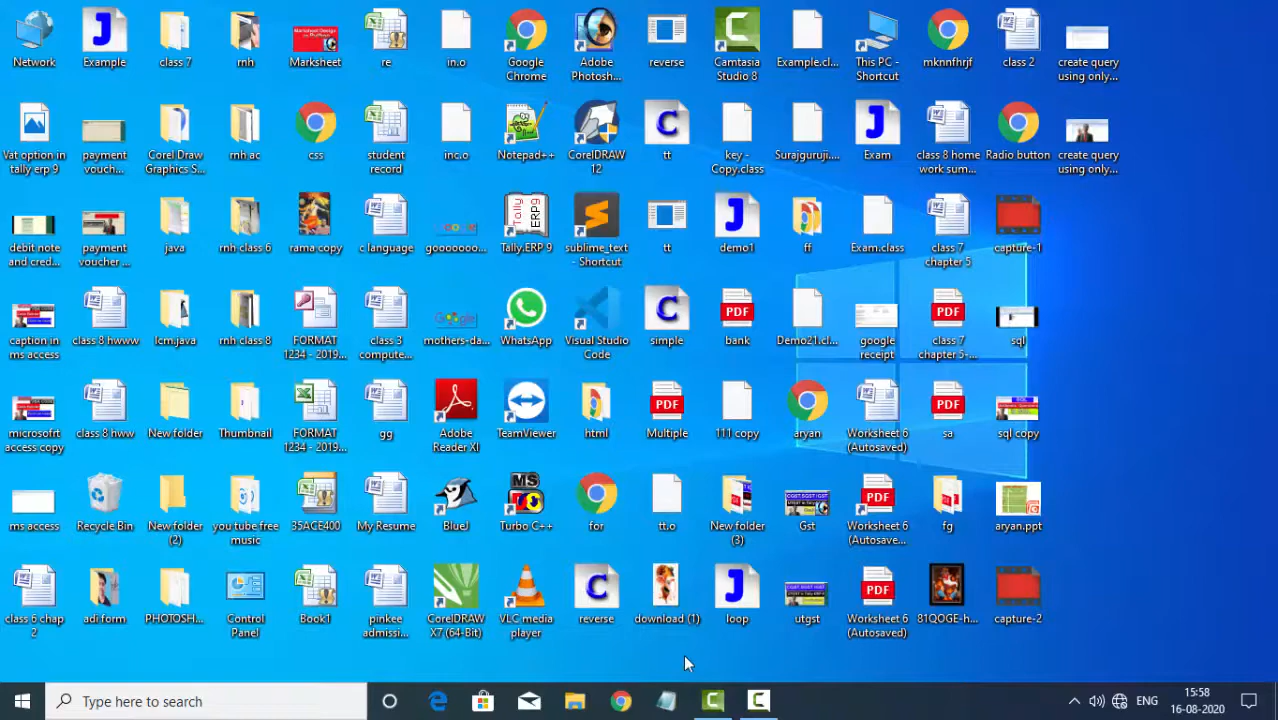 Network
Example
class 7
rnh
Marksheet
re
in.o
Google
Chrome
Adobe
Photosh...
reverse
Camtasia
Studio 8
Example.cl...
This PC -
Shortcut
mknnfhrjf
class 2
create query
using only...
Vat option in
tally erp 9
payment
vouch...
Corel Draw
Graphics S...
rnh ac
css
student
record
inc.o
Notepad++
CorelDRAW
12
tt
key -
Copy.class
Surajguruji....
Exam
class 8 home
work sum...
Radio button
create query
using only...
debit note
and cred...
payment
voucher ...
java
rnh class 6
rama copy
c language
gooooooo...
Tally.ERP 9
sublime_text
- Shortcut
tt
demo1
ff
Exam.class
class 7
chapter 5
capture-1
caption in
ms access
class 8 hwww
lcm.java
rnh class 8
FORMAT
1234 - 2019...
class 3
compute...
mothers-da...
WhatsApp
Visual Studio
Code
simple
bank
Demo21.cl...
google
receipt
class 7
chapter 5-...
sql
microsofrt
access copy
class 8 hww
New folder
Thumbnail
FORMAT
1234 - 2019...
gg
Adobe
Reader XI
TeamViewer
html
Multiple
111 copy
aryan
Worksheet 6
(Autosaved)
sa
sql copy
ms access
Recycle Bin
New folder
(2)
you tube free
music
35ACE400
My Resume
BlueJ
Turbo C++
for
tt.o
New folder
(3)
Gst
Worksheet 6
(Autosave...
fg
aryan.ppt
class 6 chap
2
adi form
PHOTOSH...
Control
Panel
Book1
pinkee
admissi...
CorelDRAW
X7 (64-Bit)
VLC media
player
reverse
download (1)
loop
utgst
Worksheet 6
(Autosaved)
81QOGE-h...
capture-2
Type here to search
ENG
15:58
16-08-2020